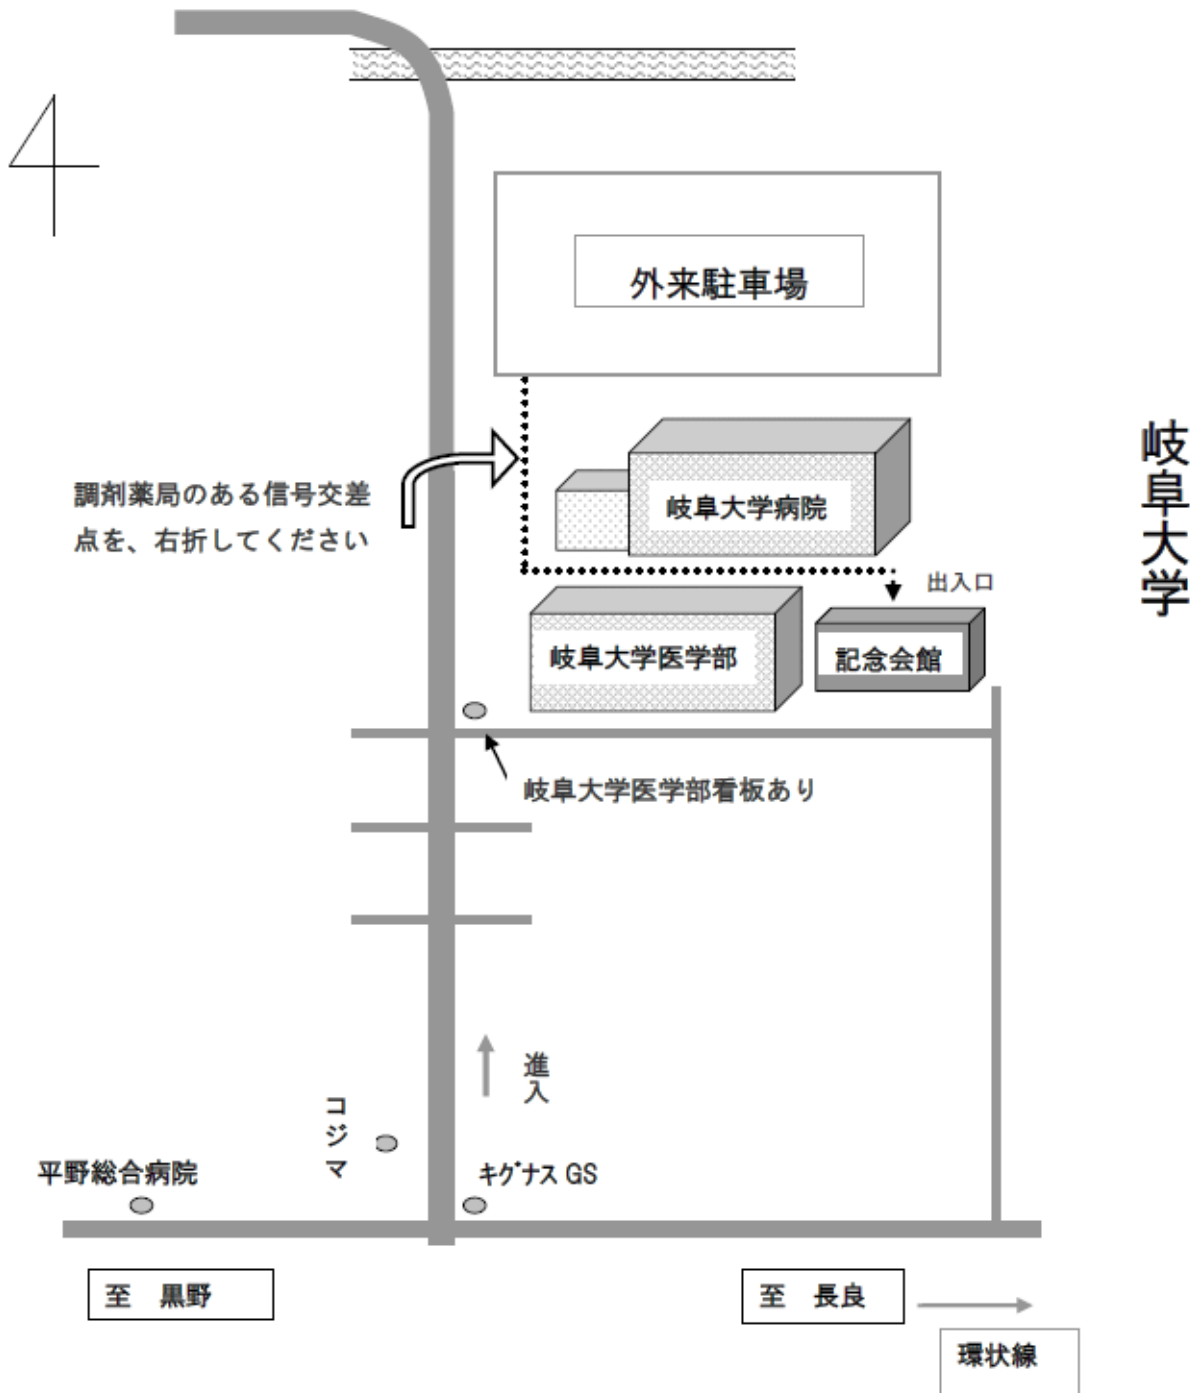 外来駐車場
岐阜大学
調剤薬局のある信号交差
点を、右折してください
岐阜大学病院
出入口
岐阜大学医学部
記念会館
岐阜大学医学部看板あり
進入
コジマ
平野総合病院
ｷｸﾞﾅｽ GS
至　黒野
至　長良
環状線